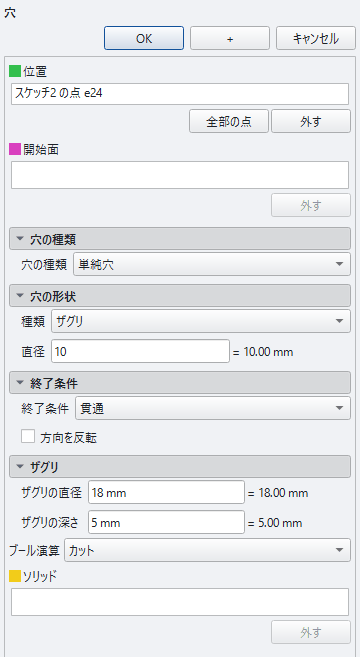 穴
OK + キャンセル
位置
スケッチ2 の点 e24
全部の点 外す
開始面
外す
穴の種類
穴の種類 単純穴
穴の形状
種類 ザグリ
直径 10 = 10.00 mm
終了条件
終了条件 貫通
方向を反転
ザグリ
ザグリの直径 18 mm = 18.00 mm
ザグリの深さ 5 mm = 5.00 mm
ブール演算 カット
ソリッド
外す